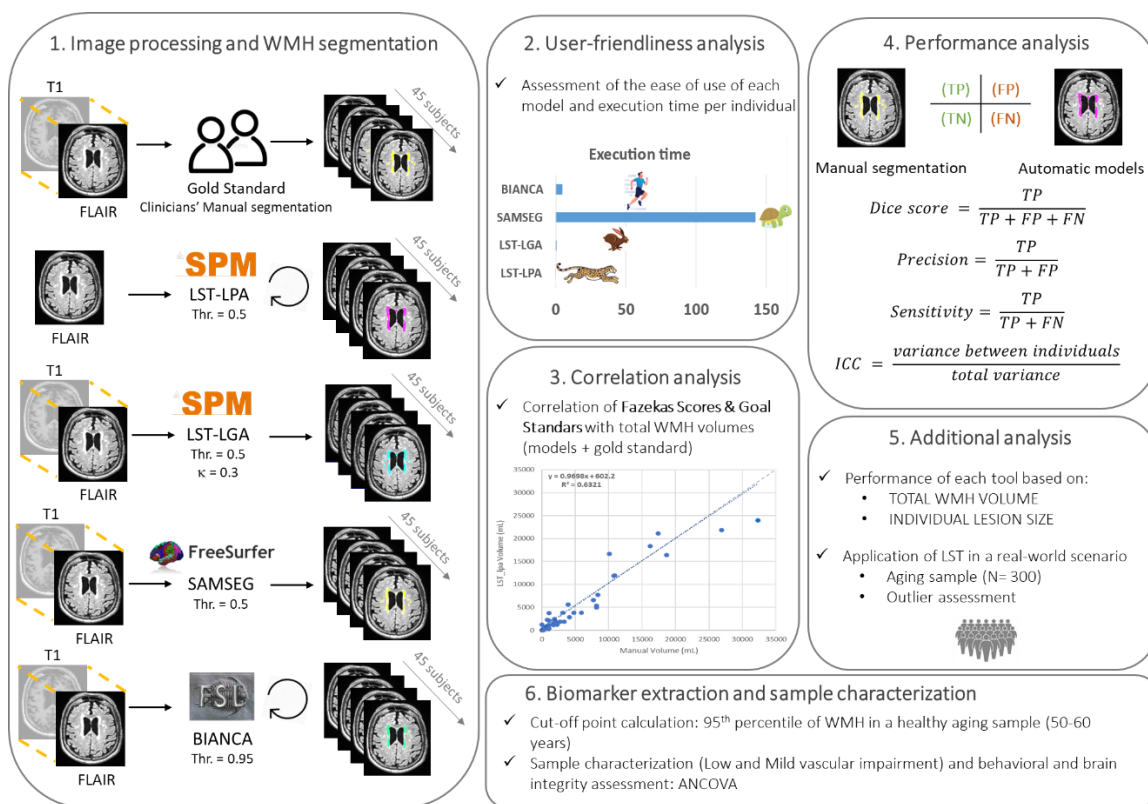 1. Image processing and WMH segmentation
T1
FLAIR
Gold Standard
Clinicians' Manual segmentation
45 subjects
FLAIR
SPM
LST-LPA
Thr. = 0.5
45 subjects
T1
FLAIR
SPM
LST-LGA
Thr. = 0.5
κ = 0.3
45 subjects
T1
FLAIR
FreeSurfer
SAMSEG
Thr. = 0.5
45 subjects
T1
FLAIR
FSL
BIANCA
Thr. = 0.95
45 subjects
2. User-friendliness analysis
✓ Assessment of the ease of use of each
model and execution time per individual
Execution time
BIANCA
SAMSEG
LST-LGA
LST-LPA
0 50 100 150
3. Correlation analysis
✓ Correlation of Fazekas Scores & Goal
Standars with total WMH volumes
(models + gold standard)
y = 0.9698x + 602.2
R² = 0.6321
LST_lpa Volume (mL)
35000
30000
25000
20000
15000
10000
5000
0
0 5000 10000 15000 20000 25000 30000 35000
Manual Volume (mL)
4. Performance analysis
(TP) (FP)
(TN) (FN)
Manual segmentation
Automatic models
Dice score = TP / TP + FP + FN
Precision = TP / TP + FP
Sensitivity = TP / TP + FN
ICC = variance between individuals / total variance
5. Additional analysis
✓ Performance of each tool based on:
• TOTAL WMH VOLUME
• INDIVIDUAL LESION SIZE
✓ Application of LST in a real-world scenario
• Aging sample (N= 300)
• Outlier assessment
6. Biomarker extraction and sample characterization
✓ Cut-off point calculation: 95th percentile of WMH in a healthy aging sample (50-60
years)
✓ Sample characterization (Low and Mild vascular impairment) and behavioral and brain
integrity assessment: ANCOVA